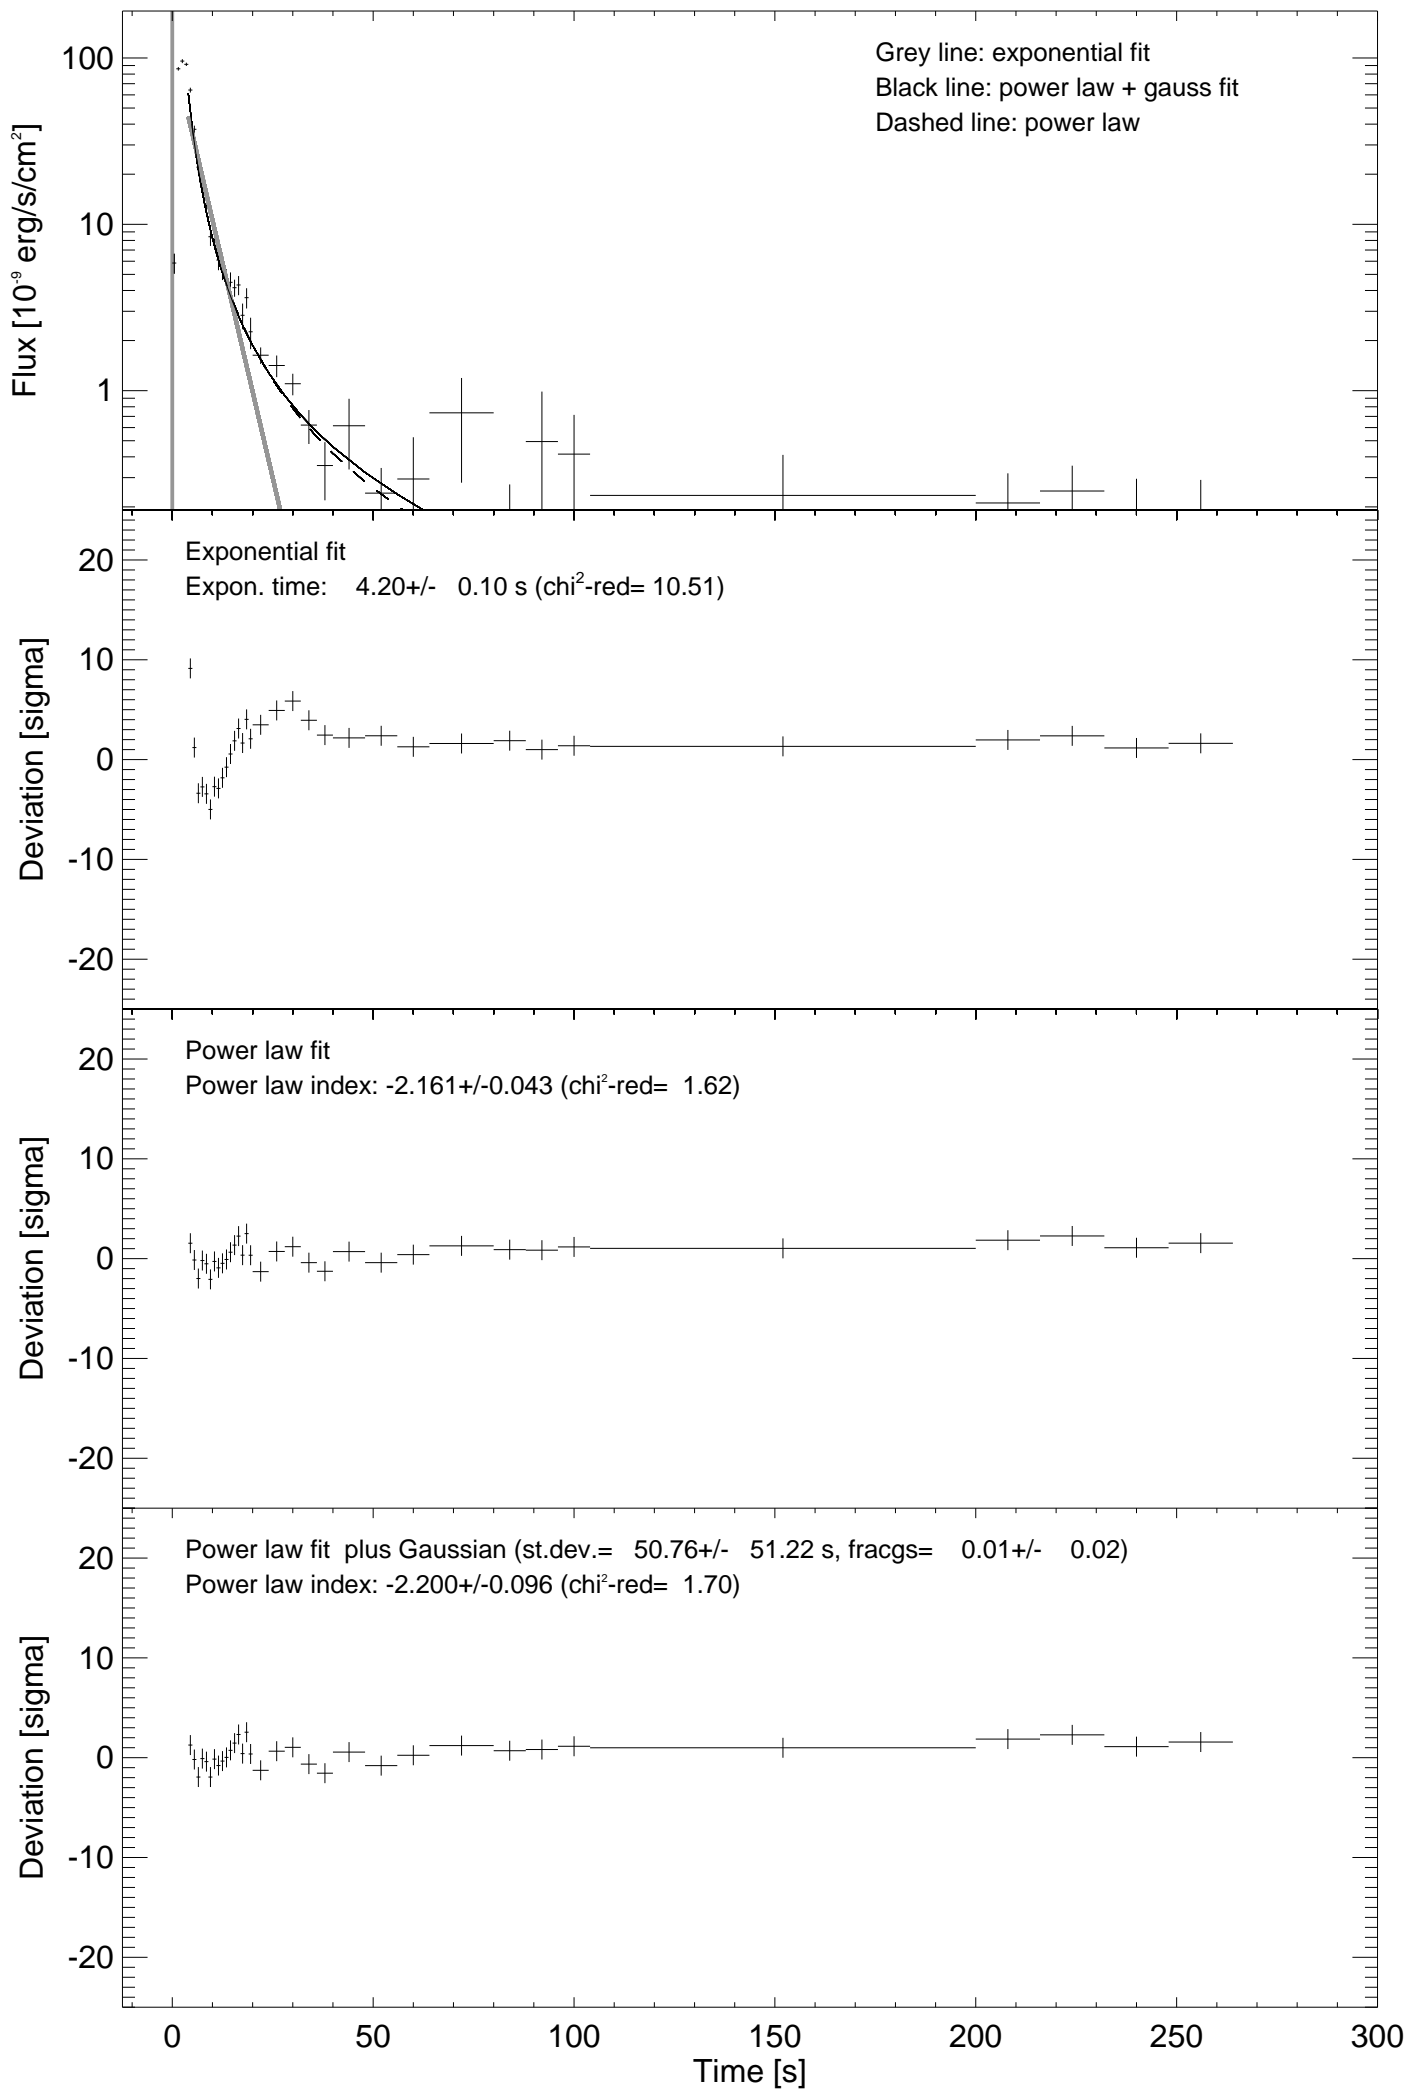 Grey line: exponential fit
Black line: power law + gauss fit
Dashed line: power law
100
10
1
Flux [10⁻⁹ erg/s/cm²]
Exponential fit
Expon. time: 4.20+/- 0.10 s (chi²-red= 10.51)
20
10
0
-10
-20
Deviation [sigma]
Power law fit
Power law index: -2.161+/-0.043 (chi²-red= 1.62)
20
10
0
-10
-20
Deviation [sigma]
Power law fit plus Gaussian (st.dev.= 50.76+/- 51.22 s, fracgs= 0.01+/- 0.02)
Power law index: -2.200+/-0.096 (chi²-red= 1.70)
20
10
0
-10
-20
Deviation [sigma]
0 50 100 150 200 250 300
Time [s]